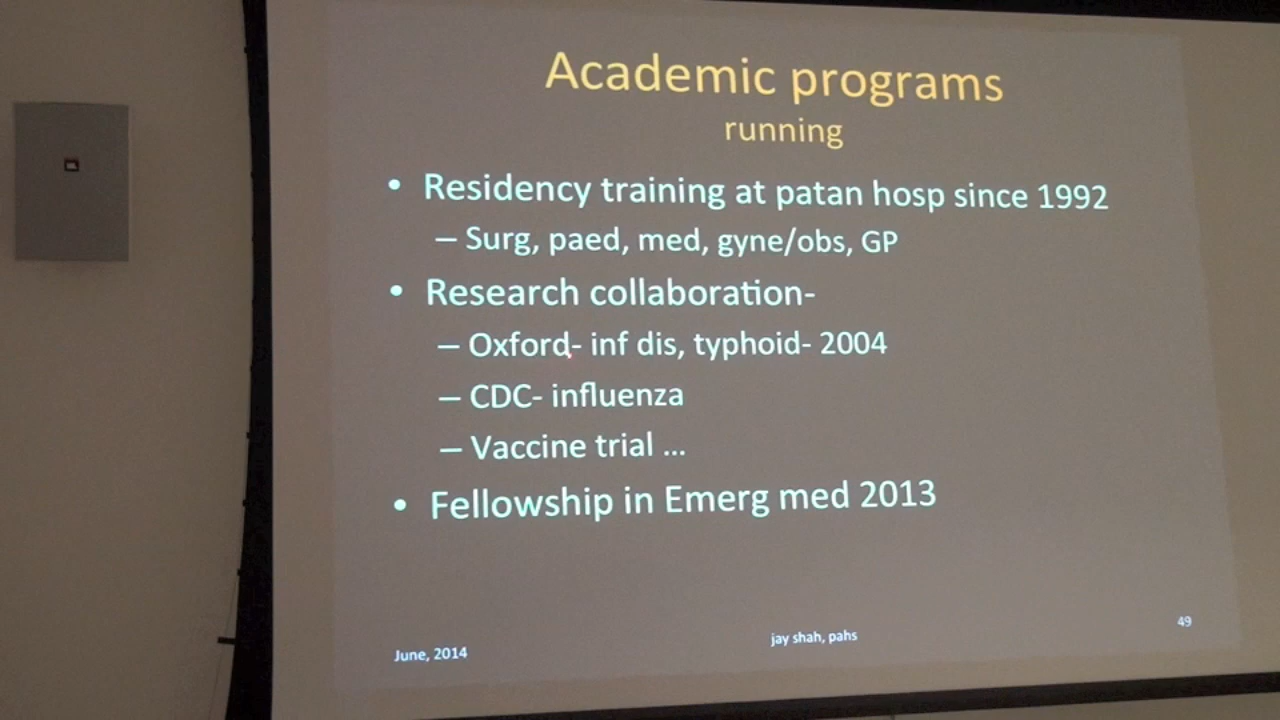 Academic programs
running
• Residency training at patan hosp since 1992
– Surg, paed, med, gyne/obs, GP
• Research collaboration-
– Oxford- inf dis, typhoid- 2004
– CDC- influenza
– Vaccine trial ...
• Fellowship in Emerg med 2013
June, 2014
jay shah, pahs
49